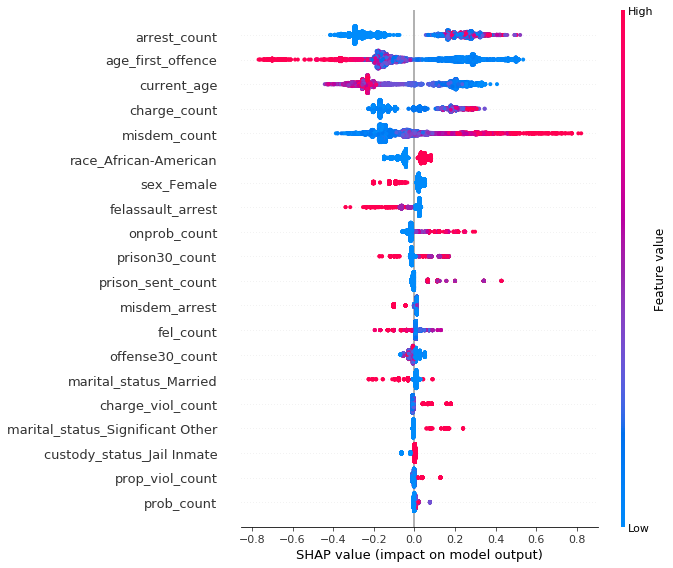 High
arrest_count
age_first_offence
current_age
charge_count
misdem_count
race_African-American
sex_Female
felassault_arrest
onprob_count
prison30_count
prison_sent_count
misdem_arrest
fel_count
offense30_count
marital_status_Married
charge_viol_count
marital_status_Significant Other
custody_status_Jail Inmate
prop_viol_count
prob_count
Feature value
Low
−0.8 −0.6 −0.4 −0.2 0.0 0.2 0.4 0.6 0.8
SHAP value (impact on model output)